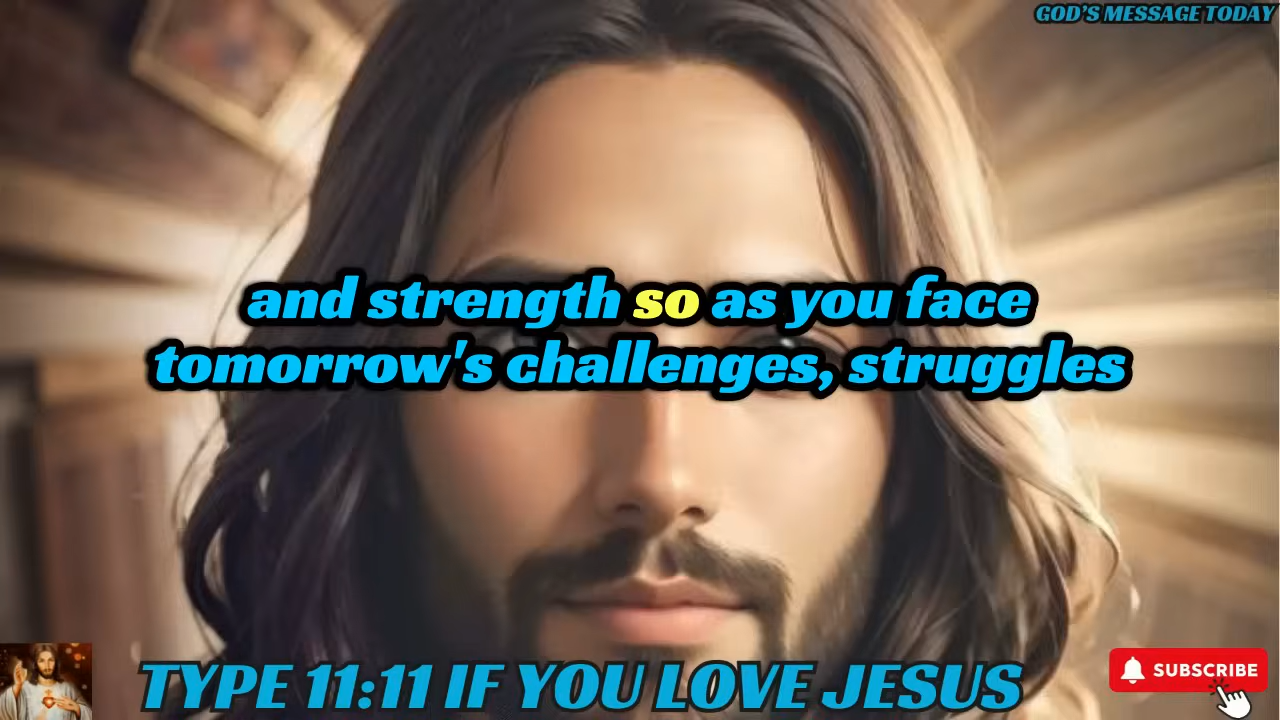 GOD'S MESSAGE TODAY
and strength so as you face
tomorrow's challenges, struggles
TYPE 11:11 IF YOU LOVE JESUS
SUBSCRIBE